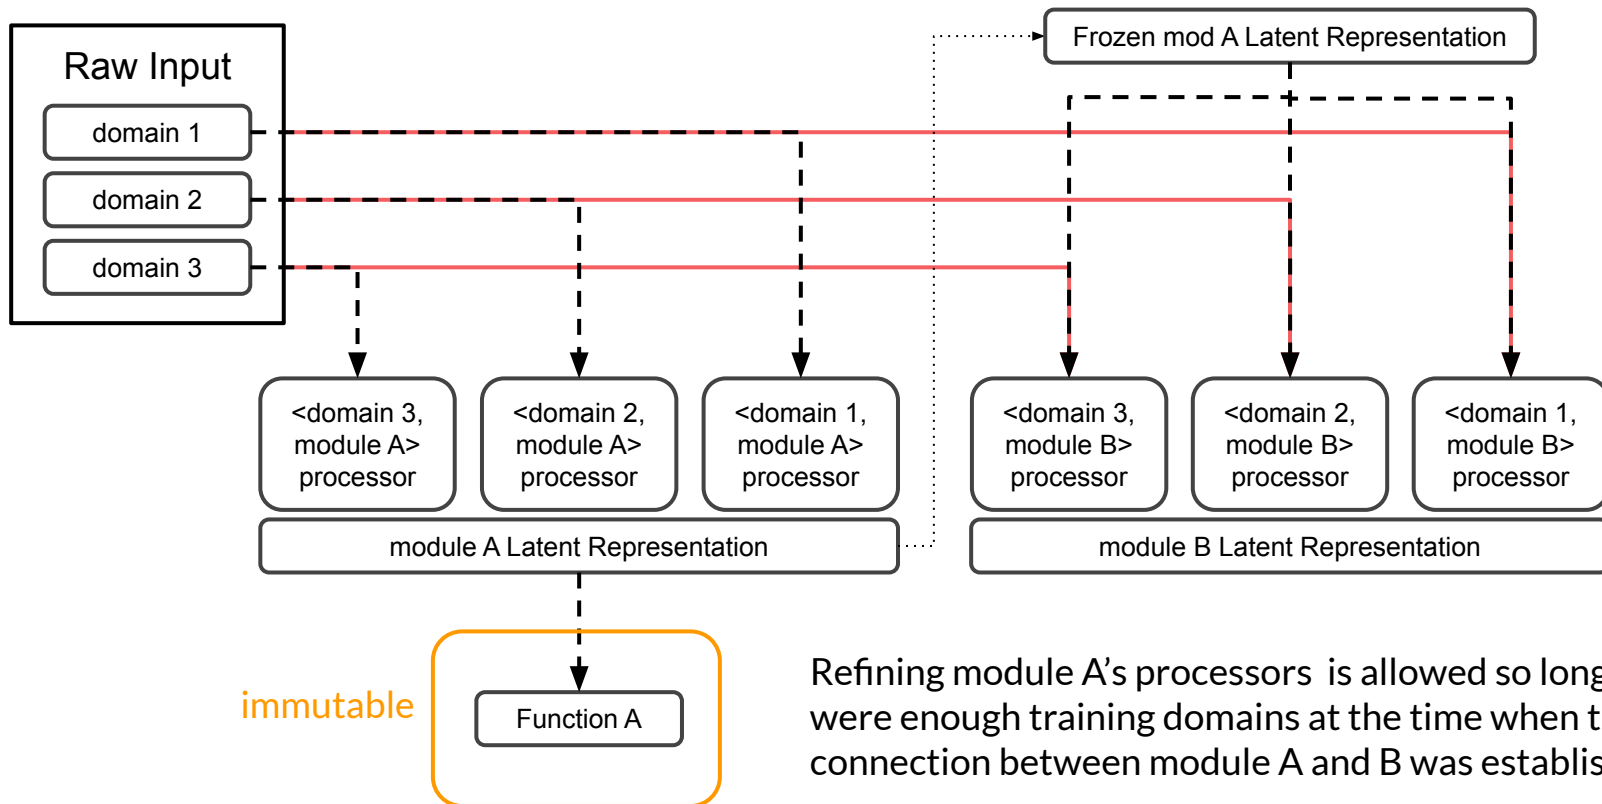 Raw Input
domain 1
domain 2
domain 3
Frozen mod A Latent Representation
<domain 3,
module A>
processor
<domain 2,
module A>
processor
<domain 1,
module A>
processor
<domain 3,
module B>
processor
<domain 2,
module B>
processor
<domain 1,
module B>
processor
module A Latent Representation
module B Latent Representation
immutable
Function A
Refining module A’s processors is allowed so long
were enough training domains at the time when
connection between module A and B was